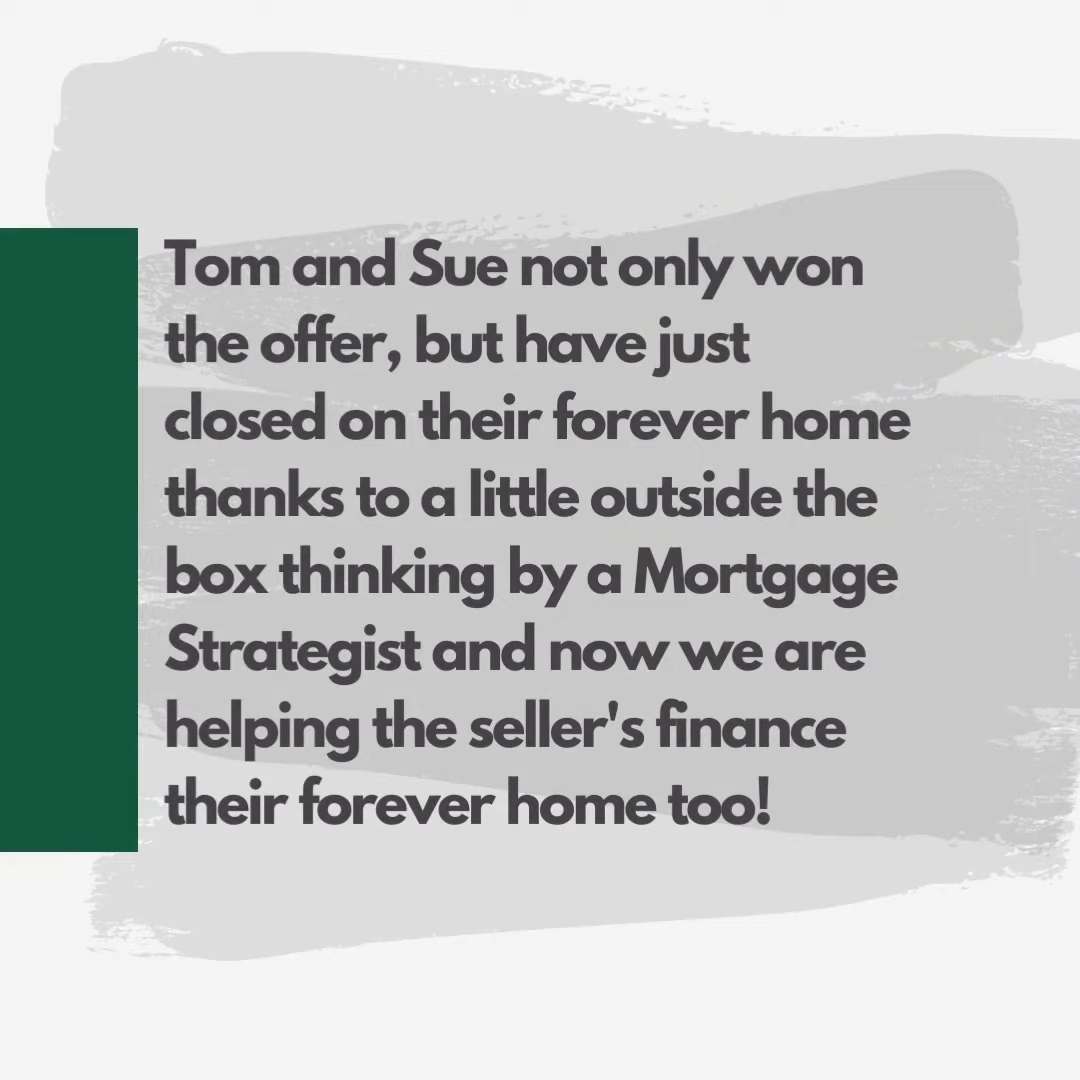 Tom and Sue not only won
the offer, but have just
closed on their forever home
thanks to a little outside the
box thinking by a Mortgage
Strategist and now we are
helping the seller's finance
their forever home too!